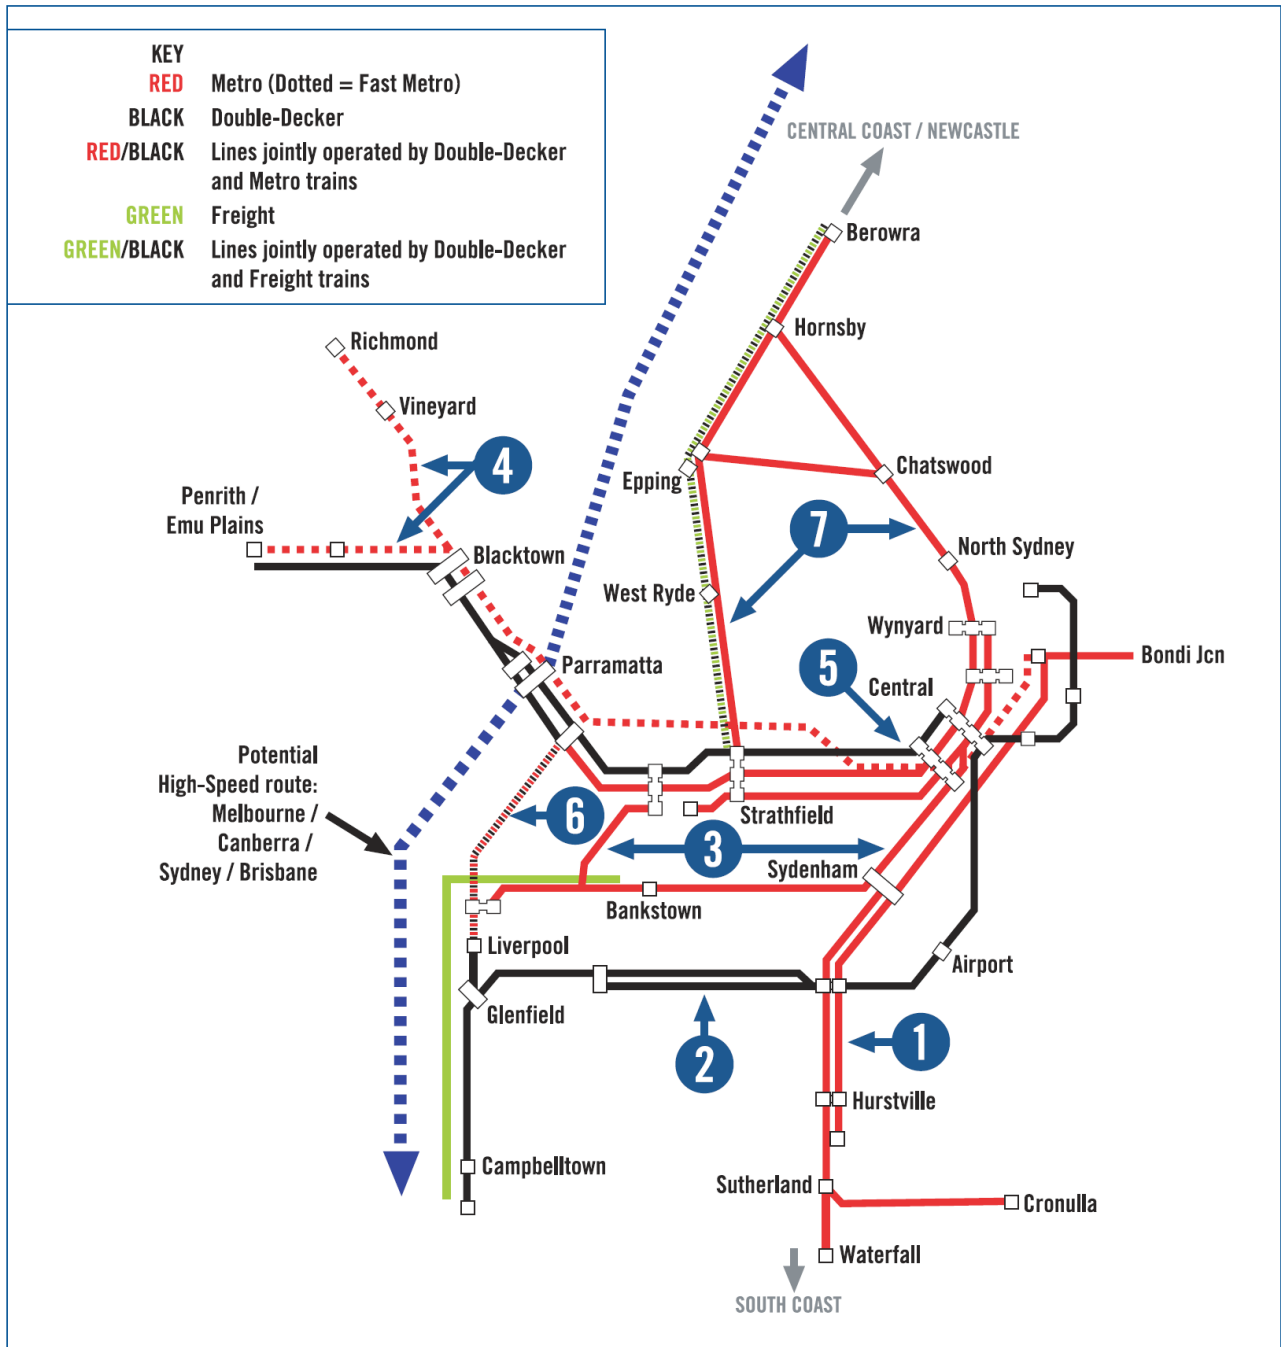 KEY
RED Metro (Dotted = Fast Metro)
BLACK Double-Decker
RED/BLACK Lines jointly operated by Double-Decker
and Metro trains
GREEN Freight
GREEN/BLACK Lines jointly operated by Double-Decker
and Freight trains
CENTRAL COAST / NEWCASTLE
Berowra
Hornsby
Richmond
Vineyard
4
Chatswood
Epping
Penrith /
Emu Plains
7
Blacktown
North Sydney
West Ryde
Wynyard
Parramatta
5
Central
Bondi Jcn
Potential
High-Speed route:
Melbourne /
Canberra /
Sydney / Brisbane
6
Strathfield
3
Sydenham
Bankstown
Liverpool
Airport
Glenfield
1
2
Hurstville
Campbelltown
Sutherland
Cronulla
Waterfall
SOUTH COAST